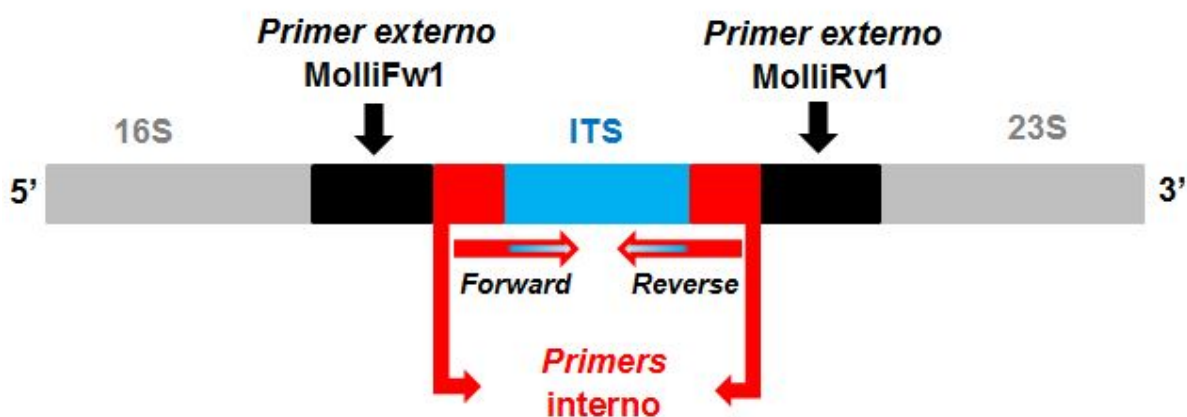 Primer externo
MolliFw1
Primer externo
MolliRv1
16S
ITS
23S
5’
3’
Forward
Reverse
Primers
interno